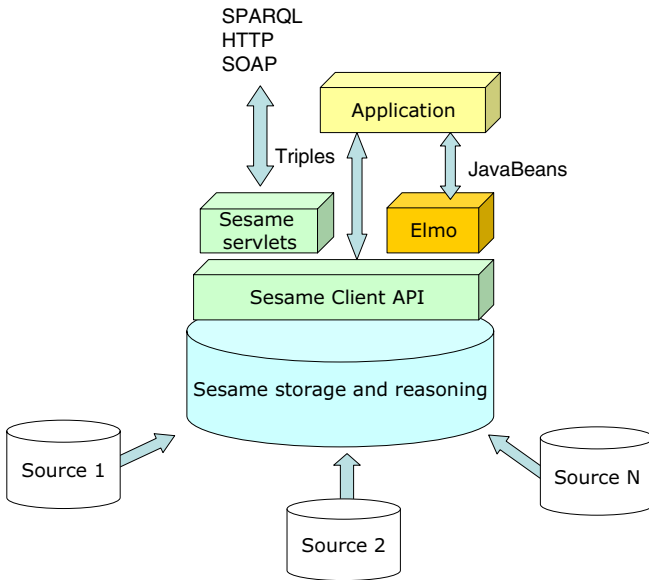 SPARQL
HTTP
SOAP
Application
Triples
JavaBeans
Sesame
servlets
Elmo
Sesame Client API
Sesame storage and reasoning
Source 1
Source N
Source 2